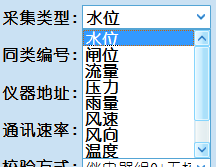 采集类型: 水位
水位
同类编号: 闸位
流量
仪器地址: 压力
雨量
通讯速率: 风速
风向
温度
校验方式: